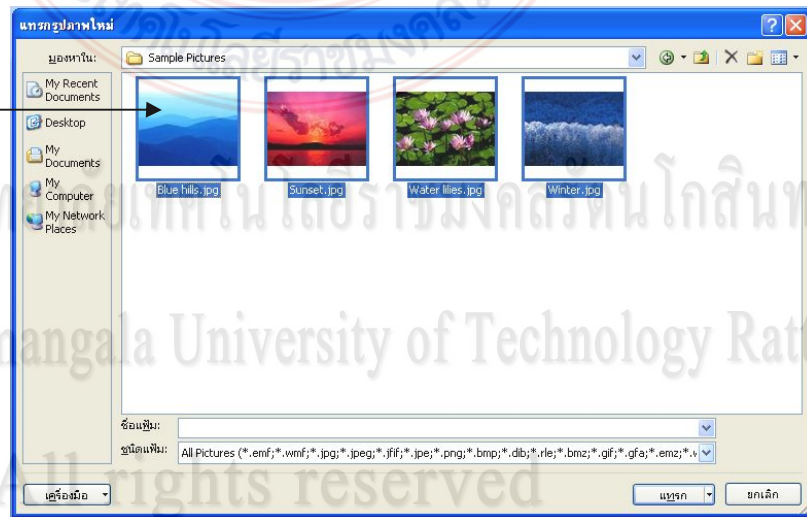 แทรกรูปภาพใหม่
มองหาใน: Sample Pictures
My Recent
Documents
Desktop
My
Documents
My
Computer
My Network
Places
Blue hills.jpg Sunset.jpg Water lilies.jpg Winter.jpg
ชื่อแฟ้ม:
ชนิดแฟ้ม: All Pictures (*.emf;*.wmf;*.jpg;*.jpeg;*.jfif;*.jpe;*.png;*.bmp;*.dib;*.rle;*.bmz;*.gif;*.gfa;*.emz;*.
เครื่องมือ แทรก ยกเลิก
University of Technology
All rights reserved